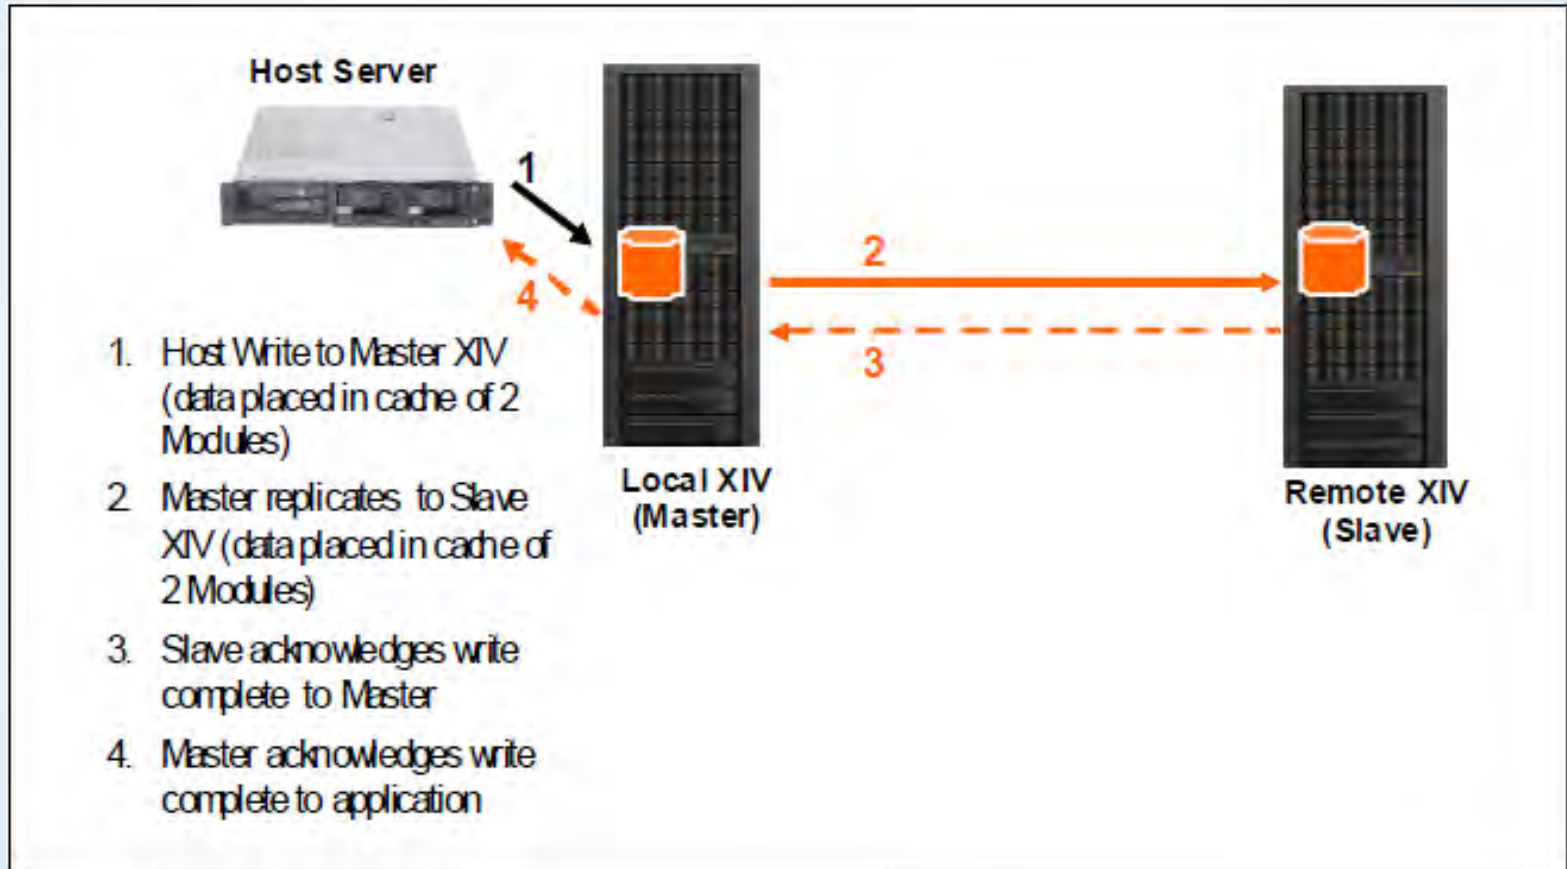 Host Server
1
2
4
3
1. Host Write to Master XIV
(data placed in cache of 2
Modules)
2 Master replicates to Slave
XIV (data placed in cache of
2 Modules)
3. Slave acknowledges write
complete to Master
4. Master acknowledges write
complete to application
Local XIV
(Master)
Remote XIV
(Slave)